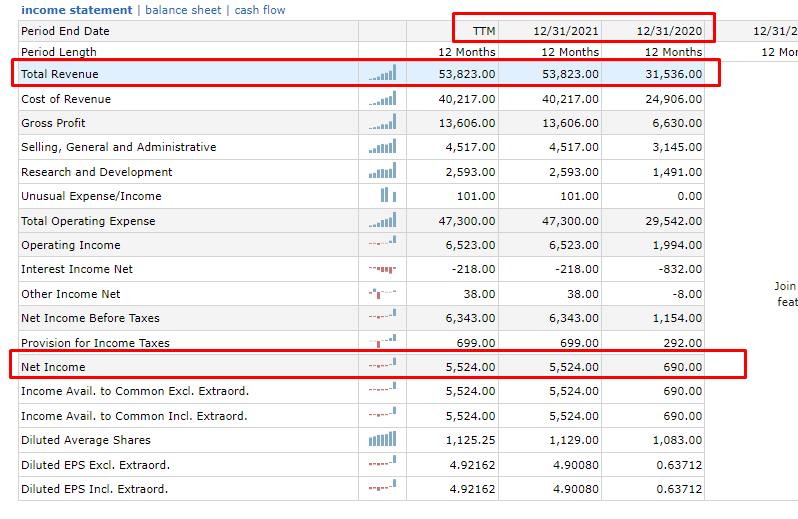 income statement | balance sheet | cash flow
Period End Date TTM 12/31/2021 12/31/2020 12/31/2
Period Length 12 Months 12 Months 12 Months 12 Mon
Total Revenue 53,823.00 53,823.00 31,536.00
Cost of Revenue 40,217.00 40,217.00 24,906.00
Gross Profit 13,606.00 13,606.00 6,630.00
Selling, General and Administrative 4,517.00 4,517.00 3,145.00
Research and Development 2,593.00 2,593.00 1,491.00
Unusual Expense/Income 101.00 101.00 0.00
Total Operating Expense 47,300.00 47,300.00 29,542.00
Operating Income 6,523.00 6,523.00 1,994.00
Interest Income Net -218.00 -218.00 -832.00
Other Income Net 38.00 38.00 -8.00
Join
feat
Net Income Before Taxes 6,343.00 6,343.00 1,154.00
Provision for Income Taxes 699.00 699.00 292.00
Net Income 5,524.00 5,524.00 690.00
Income Avail. to Common Excl. Extraord. 5,524.00 5,524.00 690.00
Income Avail. to Common Incl. Extraord. 5,524.00 5,524.00 690.00
Diluted Average Shares 1,125.25 1,129.00 1,083.00
Diluted EPS Excl. Extraord. 4.92162 4.90080 0.63712
Diluted EPS Incl. Extraord. 4.92162 4.90080 0.63712